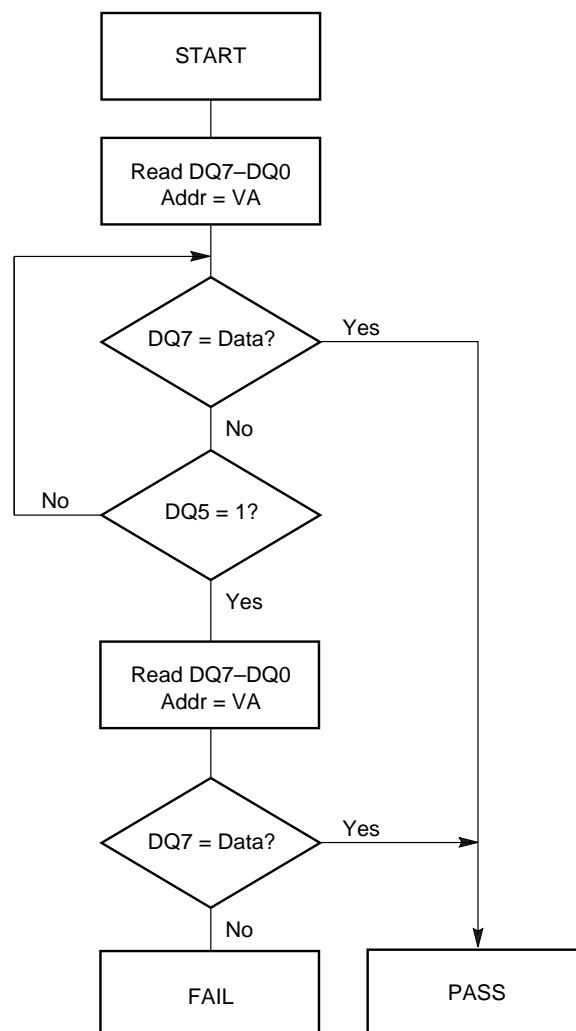 START
Read DQ7–DQ0
Addr = VA
DQ7 = Data?
Yes
No
DQ5 = 1?
No
Yes
Read DQ7–DQ0
Addr = VA
DQ7 = Data?
Yes
No
FAIL
PASS